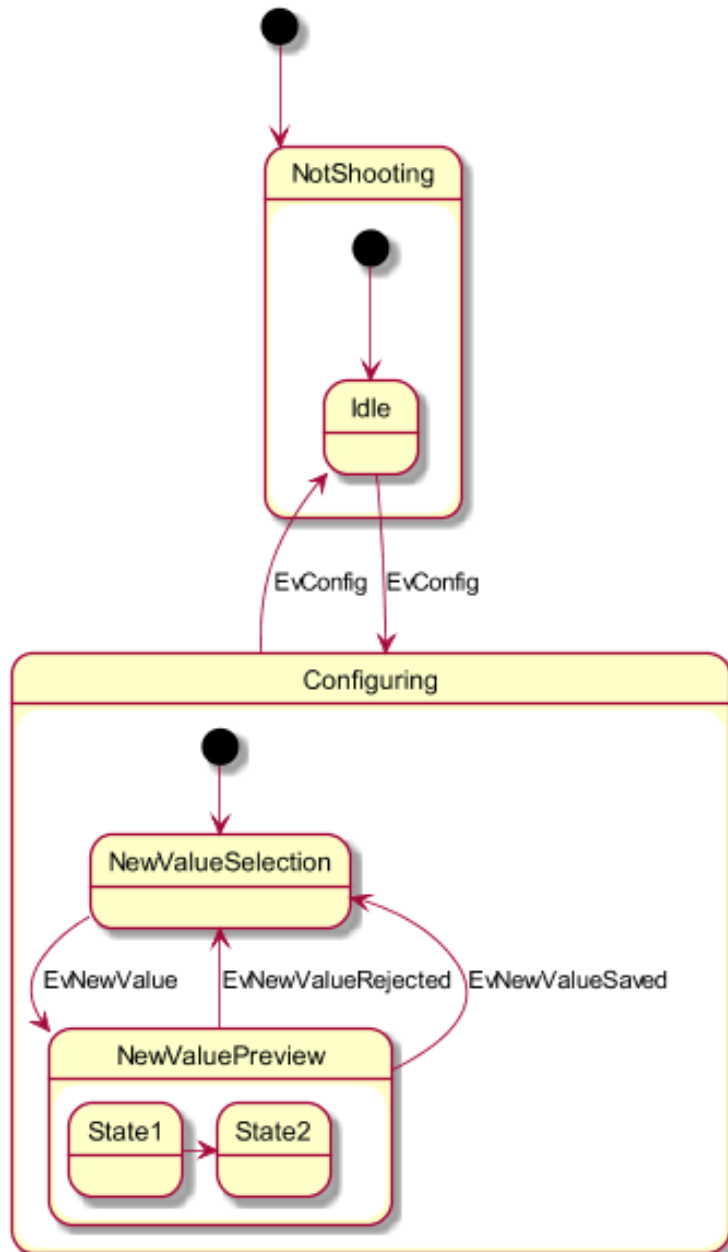 NotShooting
Idle
EvConfig
EvConfig
Configuring
NewValueSelection
EvNewValue
EvNewValueRejected
EvNewValueSaved
NewValuePreview
State1
State2